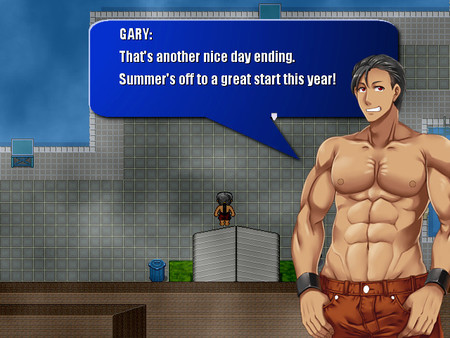 GARY:
That's another nice day ending.
Summer's off to a great start this year!